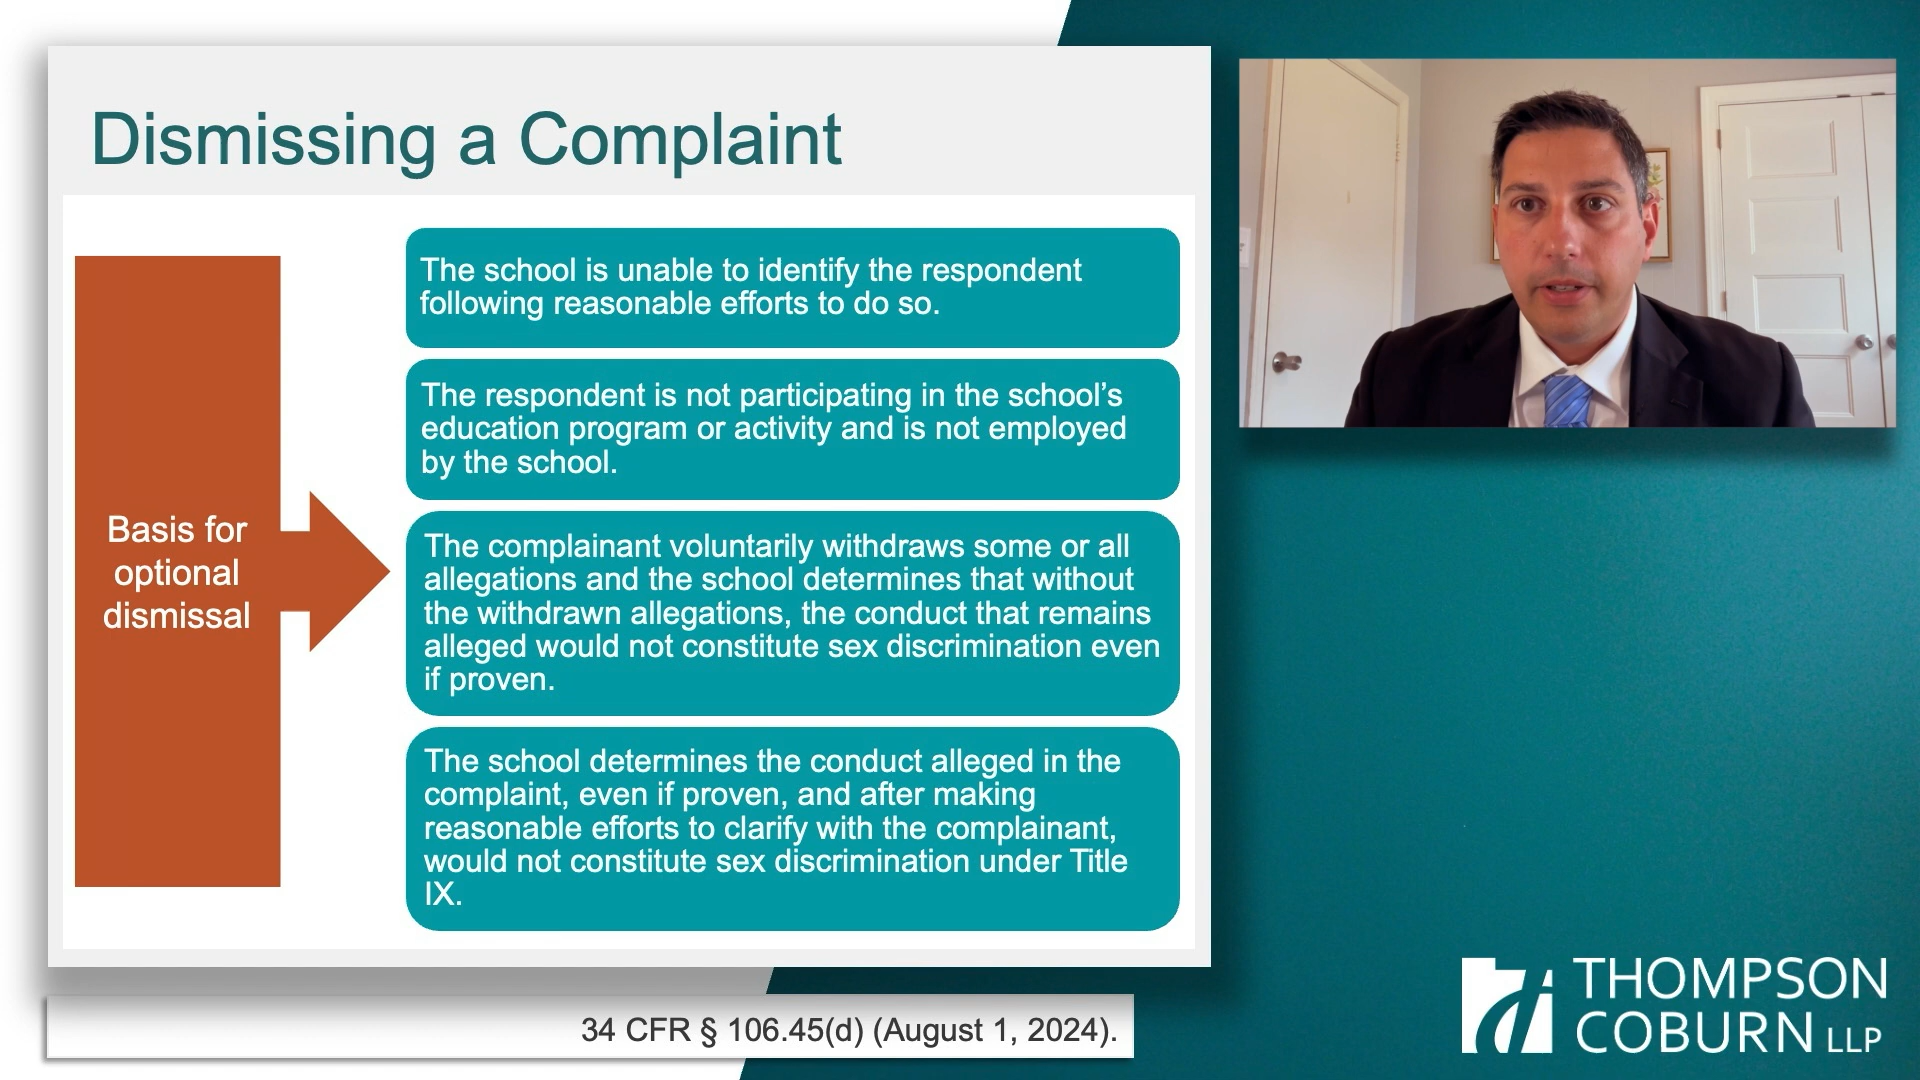 Dismissing a Complaint
Basis for
optional
dismissal
The school is unable to identify the respondent
following reasonable efforts to do so.
The respondent is not participating in the school’s
education program or activity and is not employed
by the school.
The complainant voluntarily withdraws some or all
allegations and the school determines that without
the withdrawn allegations, the conduct that remains
alleged would not constitute sex discrimination even
if proven.
The school determines the conduct alleged in the
complaint, even if proven, and after making
reasonable efforts to clarify with the complainant,
would not constitute sex discrimination under Title
IX.
34 CFR § 106.45(d) (August 1, 2024).
THOMPSON
COBURN LLP